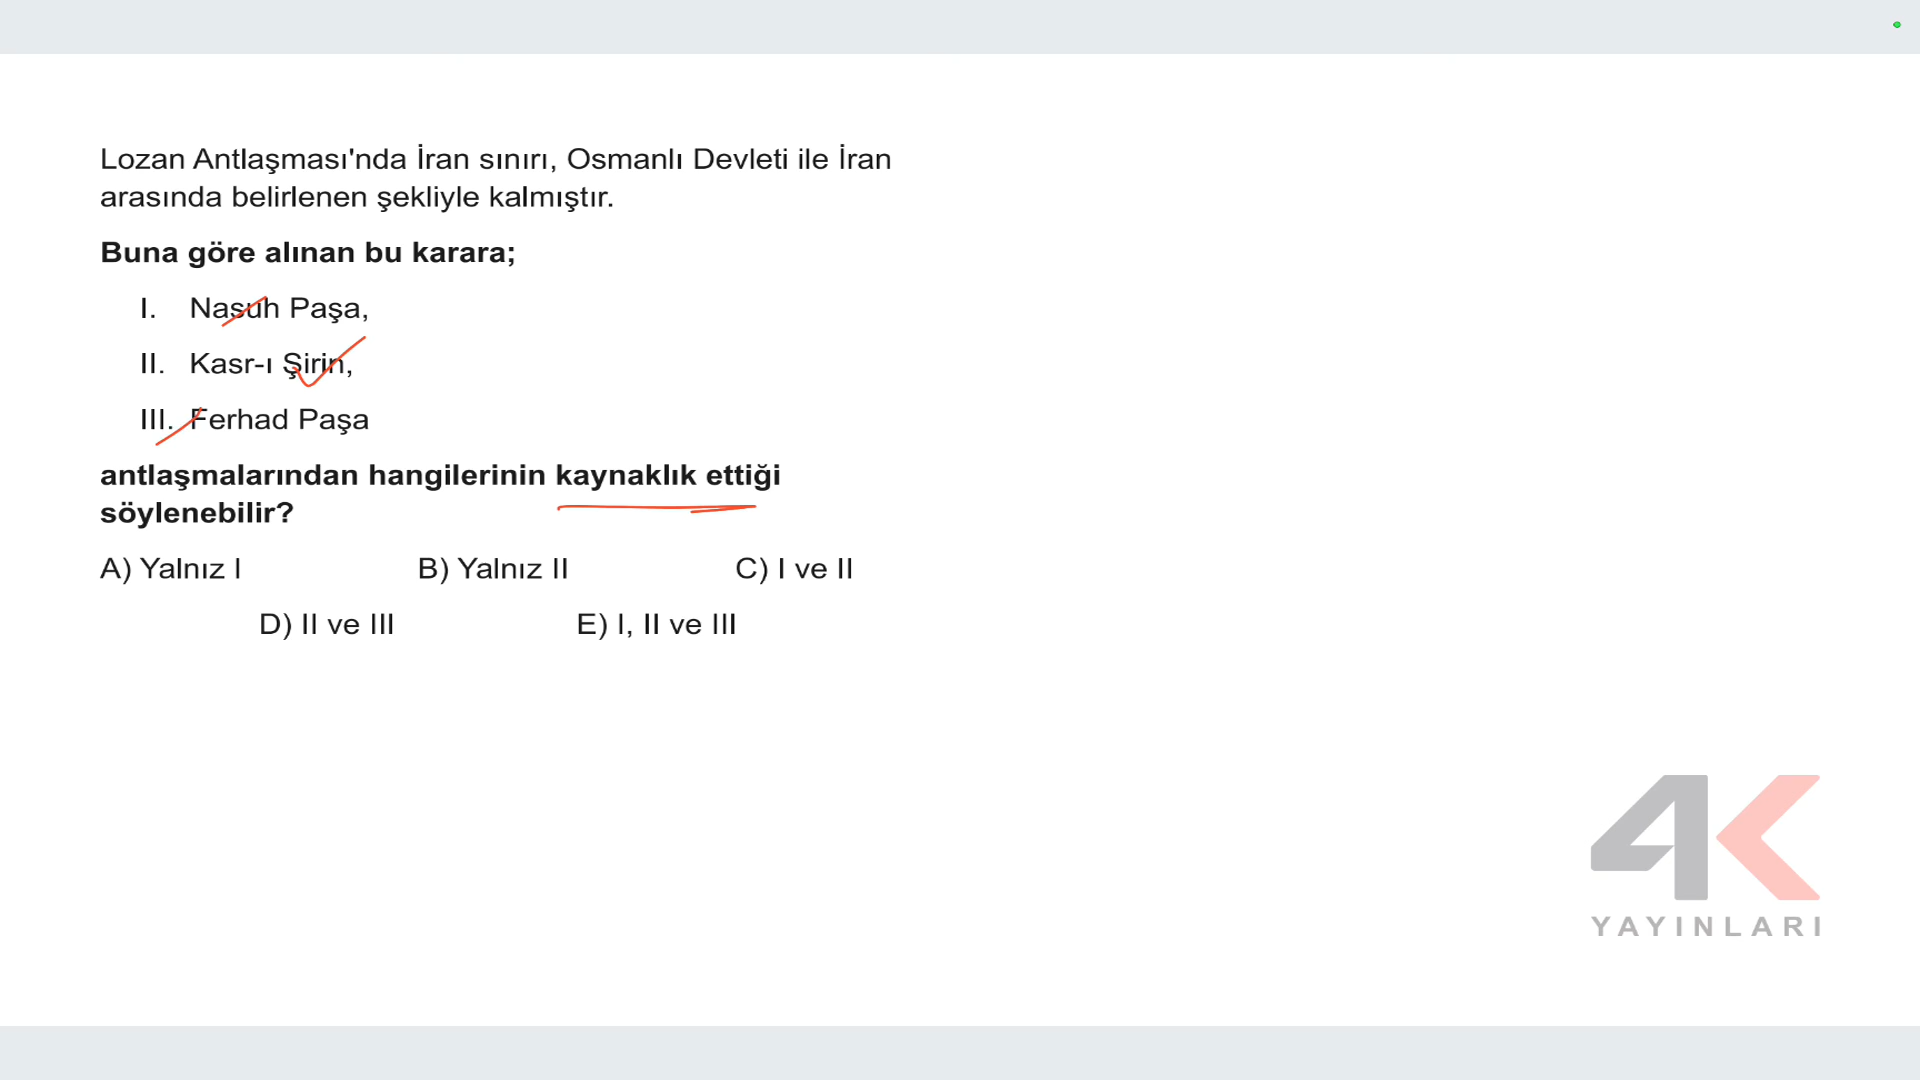 Lozan Antlaşması'nda İran sınırı, Osmanlı Devleti ile İran
arasında belirlenen şekliyle kalmıştır.
Buna göre alınan bu karara;
I. Nasuh Paşa,
II. Kasr-ı Şirin,
III. Ferhad Paşa
antlaşmalarından hangilerinin kaynaklık ettiği
söylenebilir?
A) Yalnız I B) Yalnız II C) I ve II
D) II ve III E) I, II ve III
4K
YAYINLARI